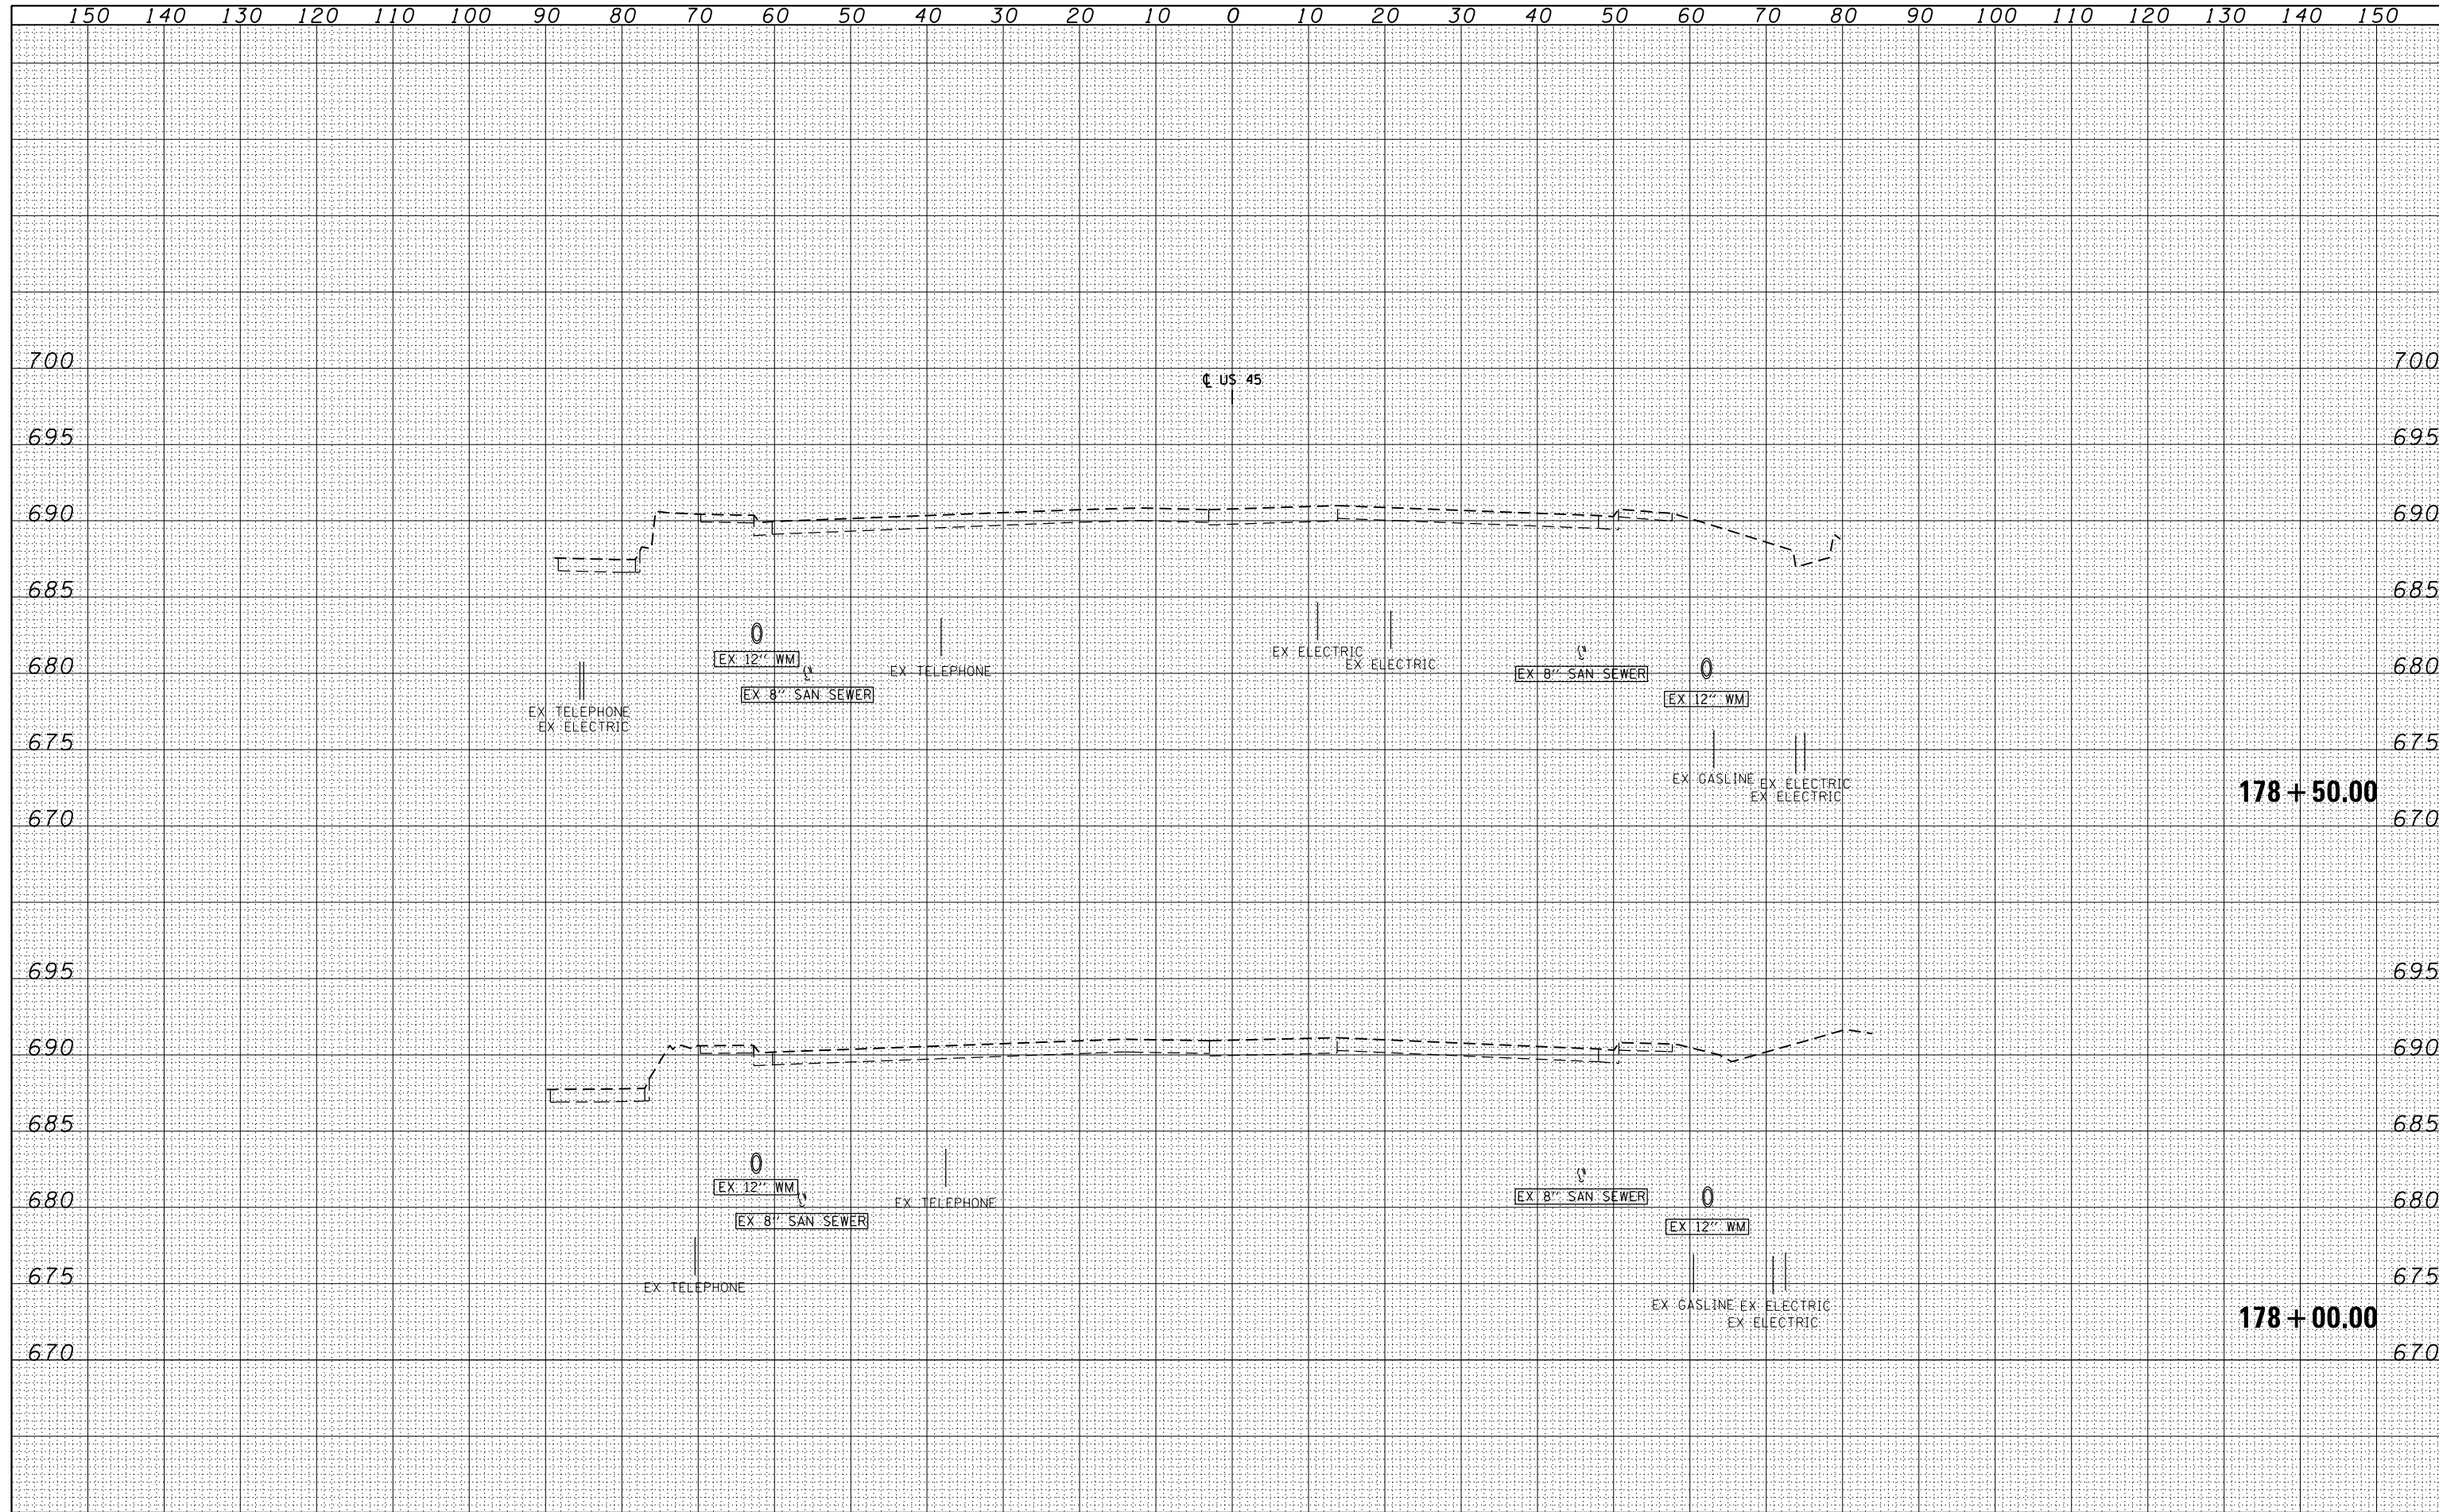 150 140 130 120 110 100 90 80 70 60 50 40 30 20 10 0 10 20 30 40 50 60 70 80 90 100 110 120 130 140 150
700 700
℄ US 45
695 695
690 690
685 685
EX ELECTRIC
EX 12'' WM EX TELEPHONE EX ELECTRIC EX 8'' SAN SEWER
680 680
EX 8'' SAN SEWER EX 12'' WM
EX TELEPHONE
EX ELECTRIC
675 675
EX GASLINE EX ELECTRIC
EX ELECTRIC
178 + 50.00
670 670
695 695
690 690
685 685
EX 12'' WM EX TELEPHONE EX 8'' SAN SEWER
680 680
EX 8'' SAN SEWER EX 12'' WM
675 675
EX TELEPHONE
EX GASLINE EX ELECTRIC
EX ELECTRIC
178 + 00.00
670 670